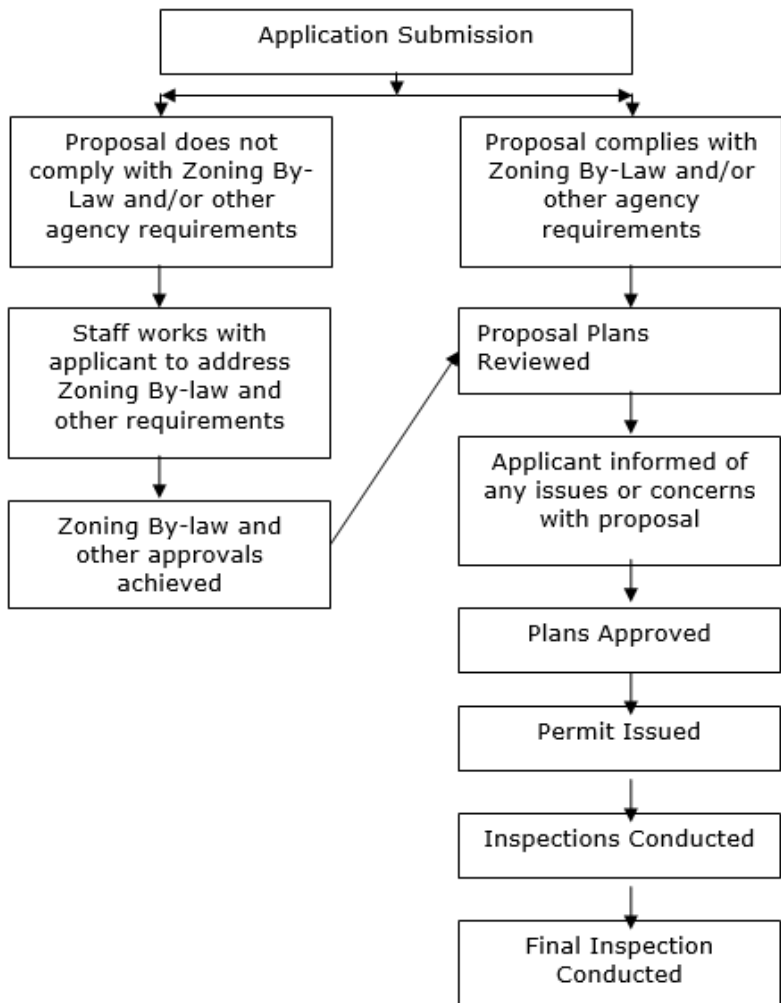 Application Submission
Proposal does not
comply with Zoning By-
Law and/or other
agency requirements
Proposal complies with
Zoning By-Law and/or
other agency
requirements
Staff works with
applicant to address
Zoning By-law and
other requirements
Proposal Plans
Reviewed
Applicant informed of
any issues or concerns
with proposal
Zoning By-law and
other approvals
achieved
Plans Approved
Permit Issued
Inspections Conducted
Final Inspection
Conducted